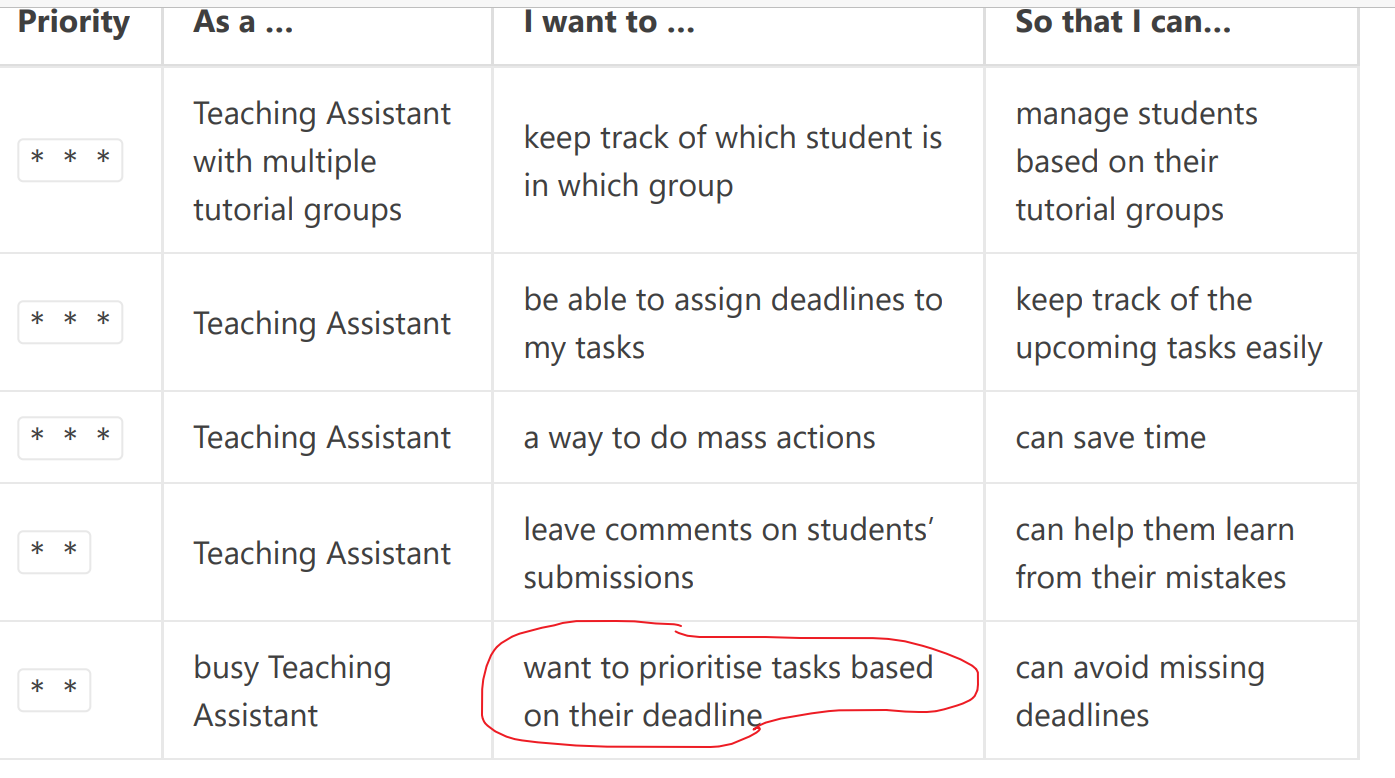 Priority As a ... I want to ... So that I can...
* * *
Teaching Assistant
with multiple
tutorial groups
keep track of which student is
in which group
manage students
based on their
tutorial groups
* * *
Teaching Assistant
be able to assign deadlines to
my tasks
keep track of the
upcoming tasks easily
* * *
Teaching Assistant
a way to do mass actions
can save time
* *
Teaching Assistant
leave comments on students’
submissions
can help them learn
from their mistakes
* *
busy Teaching
Assistant
want to prioritise tasks based
on their deadline
can avoid missing
deadlines